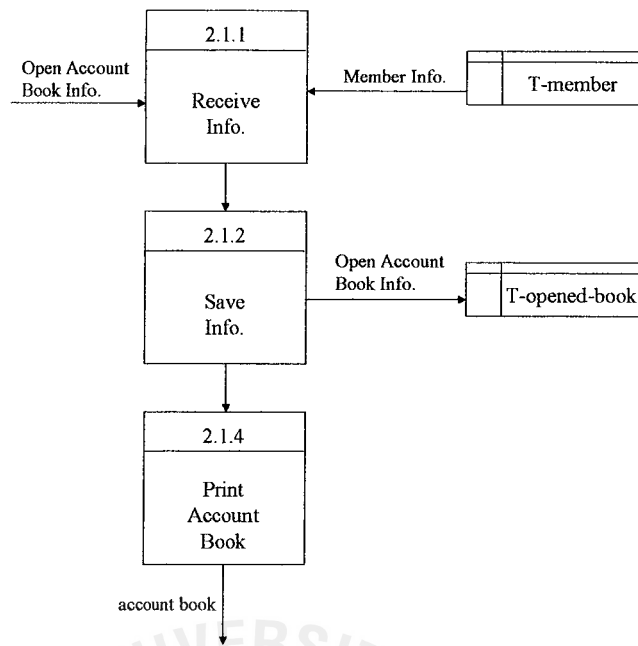 2.1.1
Open Account
Book Info.
Receive
Info.
Member Info.
T-member
2.1.2
Save
Info.
Open Account
Book Info.
T-opened-book
2.1.4
Print
Account
Book
account book